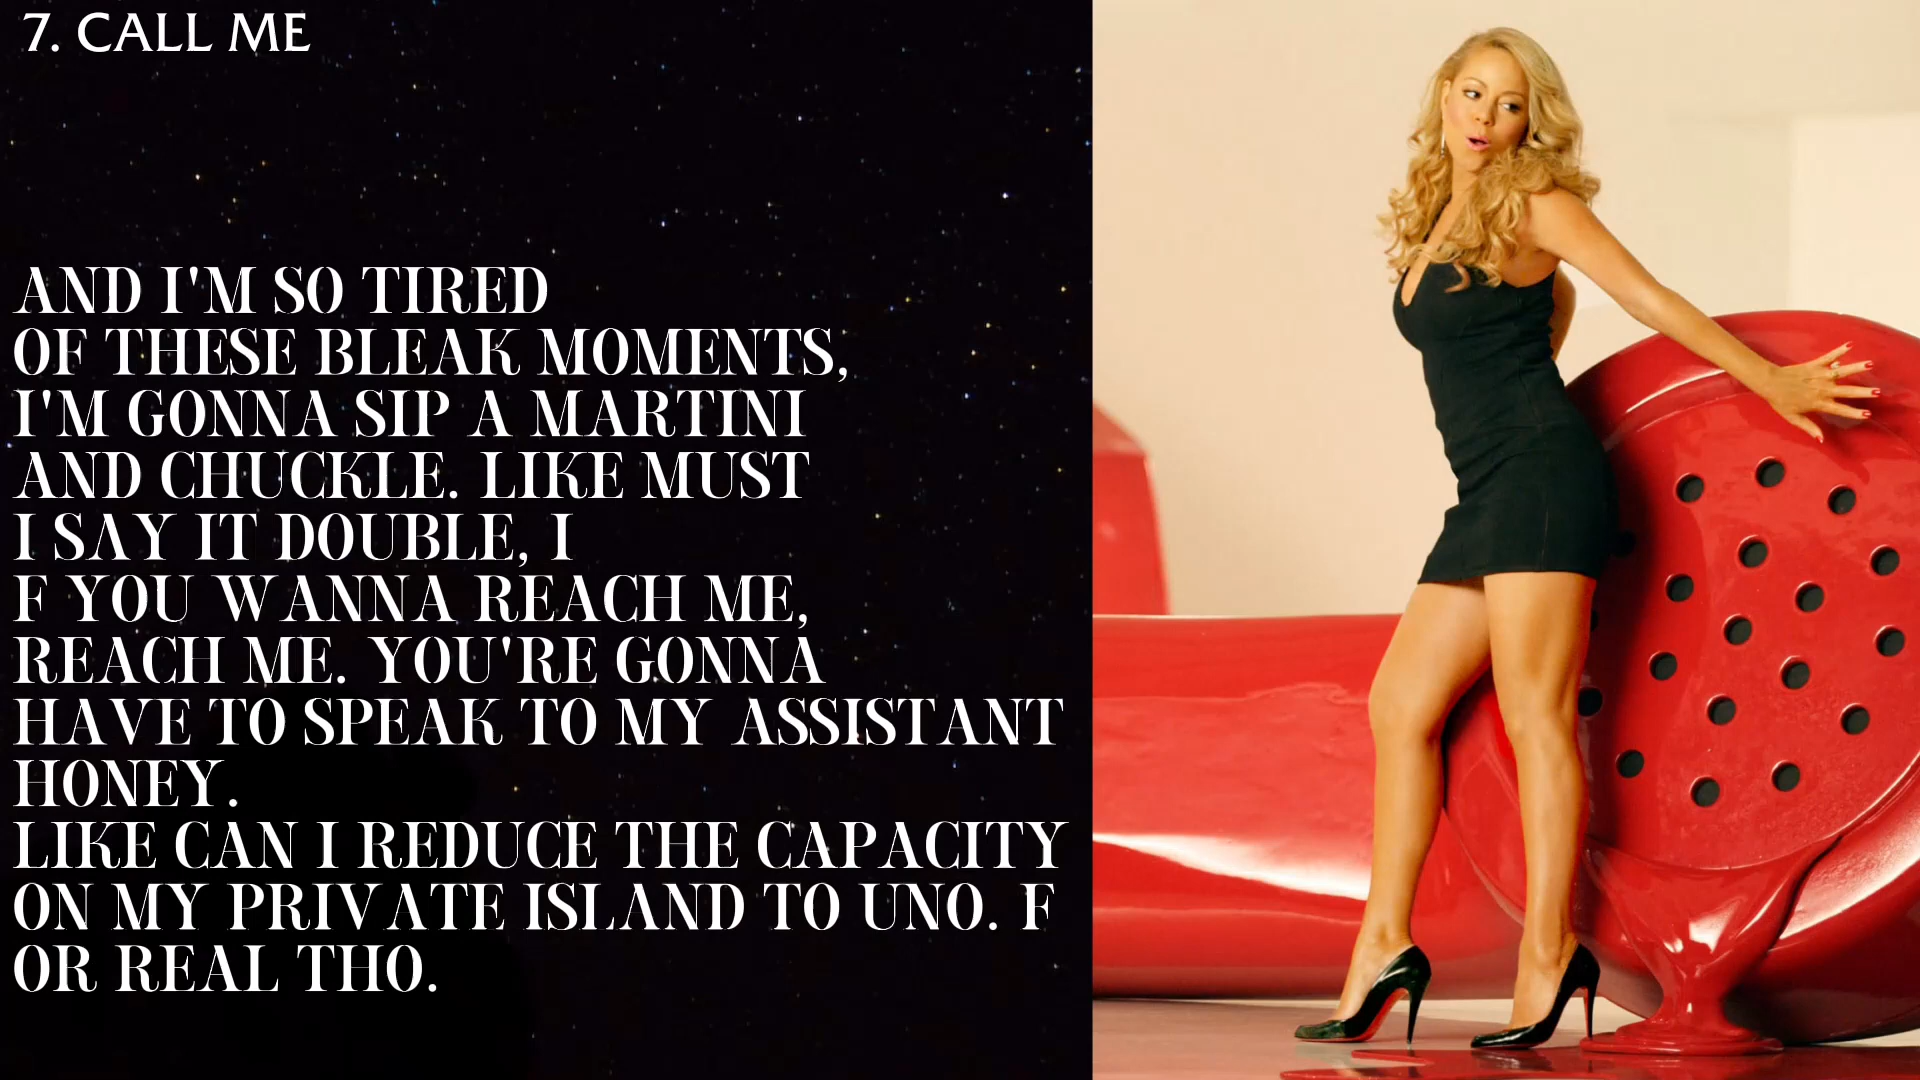 7. CALL ME
AND I'M SO TIRED
OF THESE BLEAK MOMENTS,
I'M GONNA SIP A MARTINI
AND CHUCKLE. LIKE MUST
I SAY IT DOUBLE, I
F YOU WANNA REACH ME,
REACH ME. YOU'RE GONNA
HAVE TO SPEAK TO MY ASSISTANT
HONEY.
LIKE CAN I REDUCE THE CAPACITY
ON MY PRIVATE ISLAND TO UNO. F
OR REAL THO.